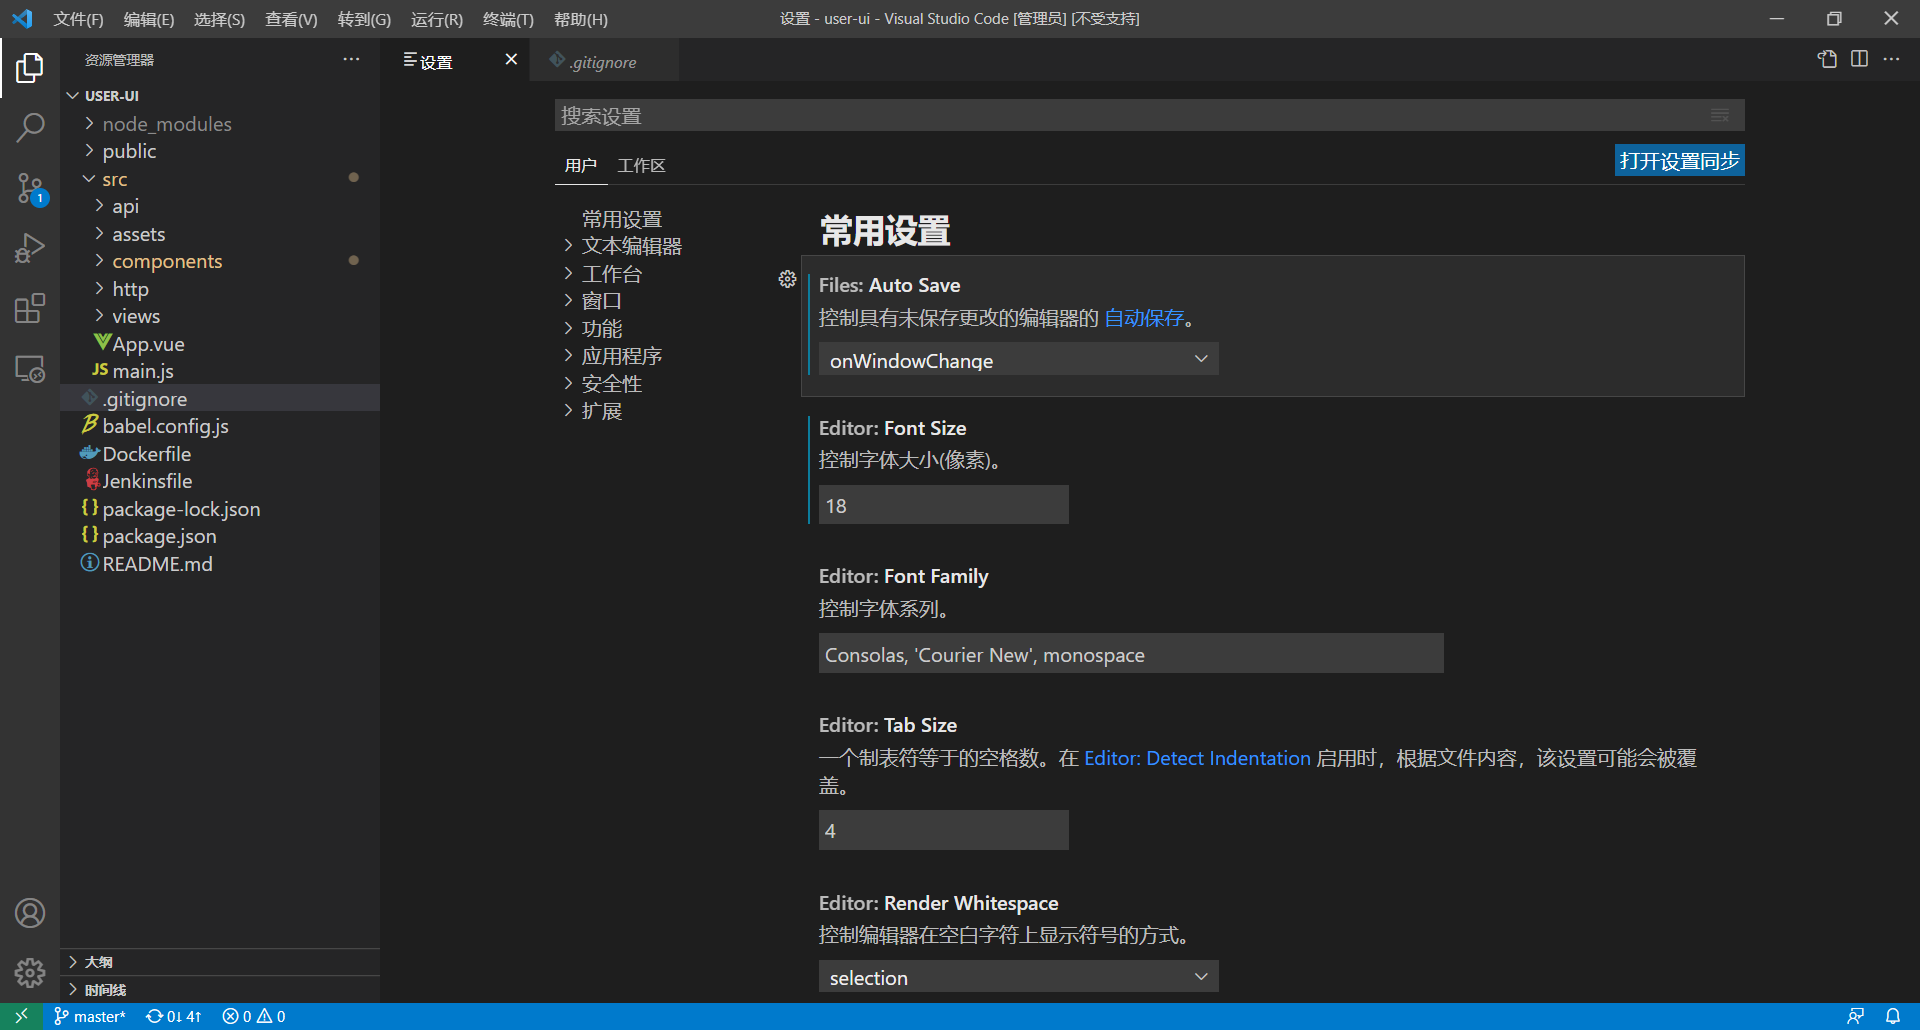 文件(F) 编辑(E) 选择(S) 查看(V) 转到(G) 运行(R) 终端(T) 帮助(H) 设置 - user-ui - Visual Studio Code [管理员] [不受支持]
资源管理器
设置
.gitignore
USER-UI
node_modules
public
src
api
assets
components
http
views
App.vue
JS main.js
.gitignore
babel.config.js
Dockerfile
Jenkinsfile
{} package-lock.json
{} package.json
README.md
大纲
时间线
1
搜索设置
用户 工作区
打开设置同步
常用设置
文本编辑器
工作台
窗口
功能
应用程序
安全性
扩展
常用设置
Files: Auto Save
控制具有未保存更改的编辑器的 自动保存。
onWindowChange
Editor: Font Size
控制字体大小(像素)。
18
Editor: Font Family
控制字体系列。
Consolas, 'Courier New', monospace
Editor: Tab Size
一个制表符等于的空格数。在 Editor: Detect Indentation 启用时，根据文件内容，该设置可能会被覆
盖。
4
Editor: Render Whitespace
控制编辑器在空白字符上显示符号的方式。
selection
master* 0↓ 4↑ 0 0